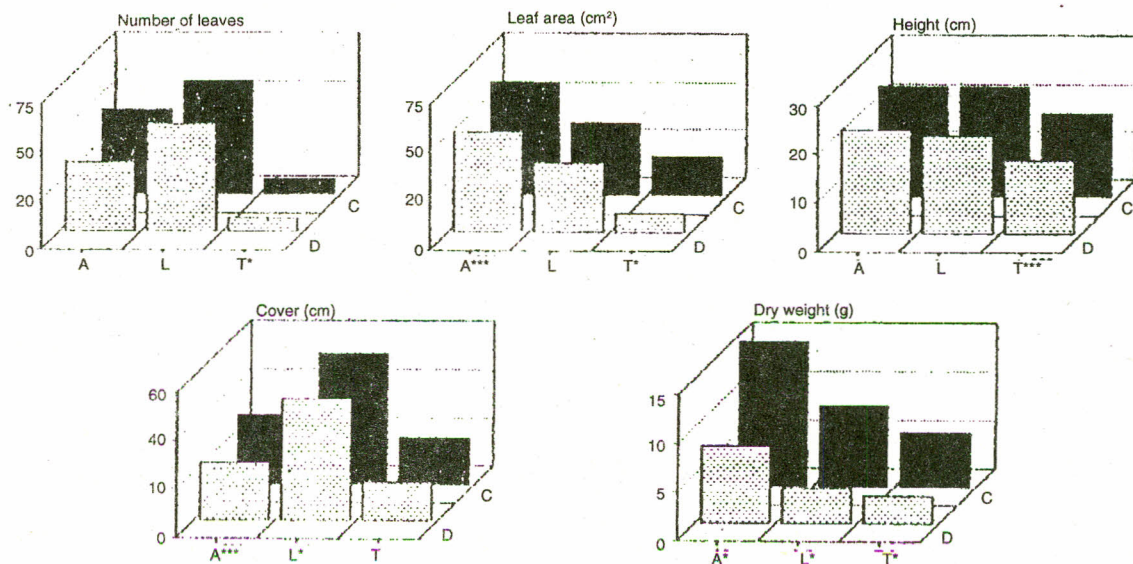 Number of leaves
75
50
20
0
A L T*
C
D
Leaf area (cm²)
75
50
20
0
A*** L T*
C
D
Height (cm)
30
20
10
0
A L T***
C
D
Cover (cm)
60
40
10
0
A*** L* T
C
D
Dry weight (g)
15
10
5
0
A* L* T*
C
D